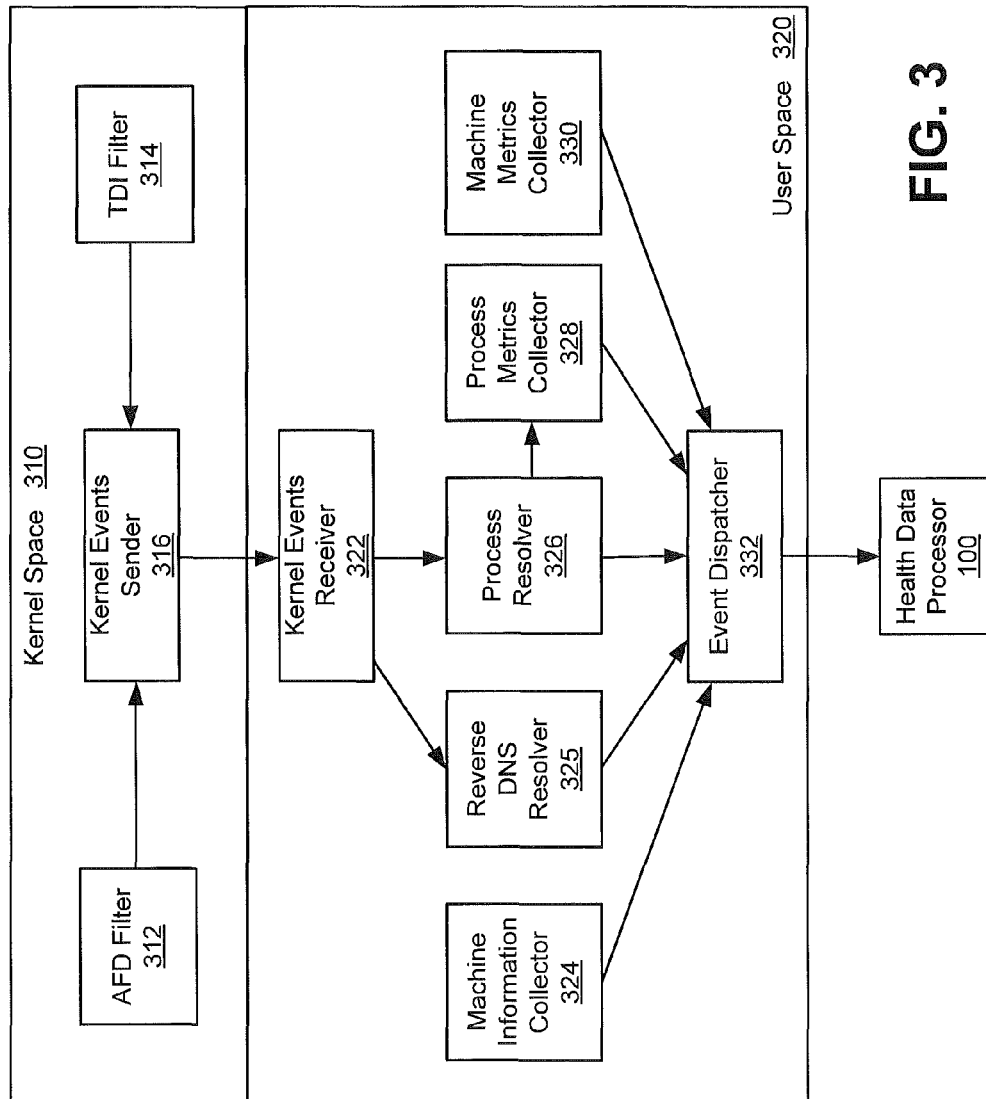 Kernel Space 310
AFD Filter
312
Kernel Events
Sender
316
TDI Filter
314
Kernel Events
Receiver
322
Machine
Information
Collector
324
Reverse
DNS
Resolver
325
Process
Resolver
326
Process
Metrics
Collector
328
Machine
Metrics
Collector
330
Event Dispatcher
332
User Space 320
Health Data
Processor
100
FIG. 3